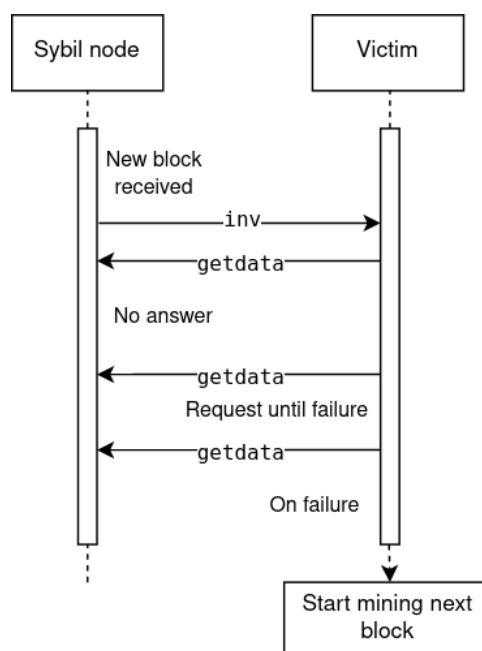 Sybil node
Victim
New block
received
inv
getdata
No answer
getdata
Request until failure
getdata
On failure
Start mining next
block